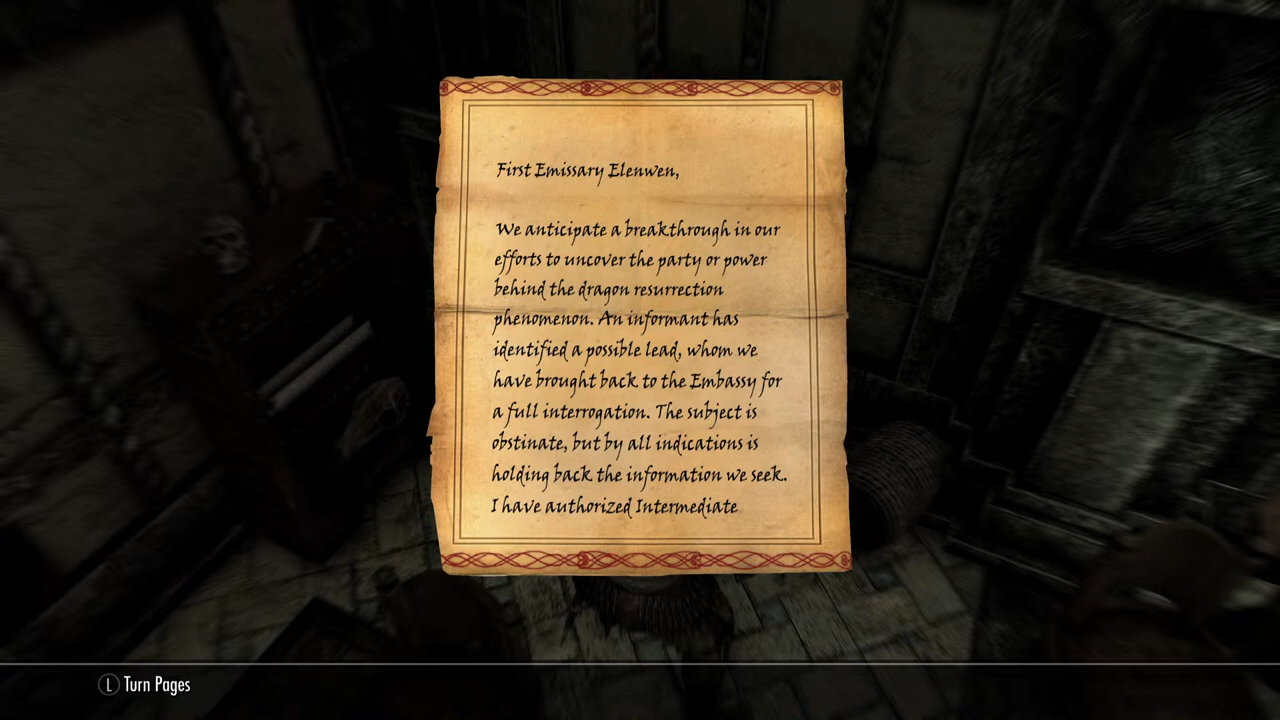 First Emissary Elenwen,
We anticipate a breakthrough in our
efforts to uncover the party or power
behind the dragon resurrection
phenomenon. An informant has
identified a possible lead, whom we
have brought back to the Embassy for
a full interrogation. The subject is
obstinate, but by all indications is
holding back the information we seek.
I have authorized Intermediate
L Turn Pages